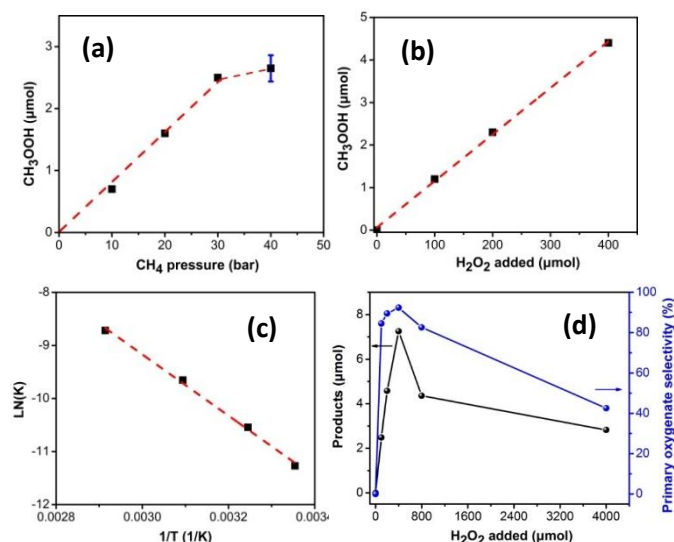 (a)
CH3OOH (μmol)
3
2
1
0
0 10 20 30 40 50
CH4 pressure (bar)
(b)
CH3OOH (μmol)
5
4
3
2
1
0
0 100 200 300 400
H2O2 added (μmol)
(c)
LN(K)
-8
-9
-10
-11
-12
0.0028 0.0030 0.0032 0.0034
1/T (1/K)
(d)
Products (μmol)
8
6
4
2
0
0 800 1600 2400 3200 4000
H2O2 added (μmol)
100
80
60
40
20
0
Primary oxygenate selectivity (%)